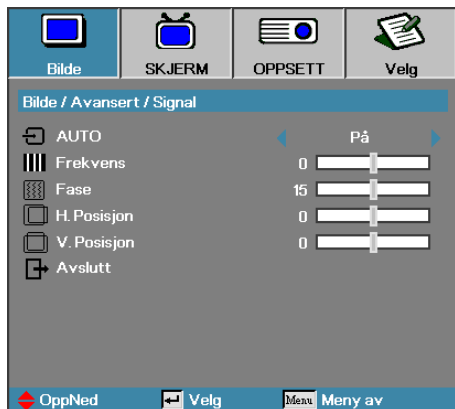 Bilde SKJERM OPPSETT Velg
Bilde / Avansert / Signal
AUTO På
Frekvens 0
Fase 15
H. Posisjon 0
V. Posisjon 0
Avslutt
OppNed Velg Menu Meny av